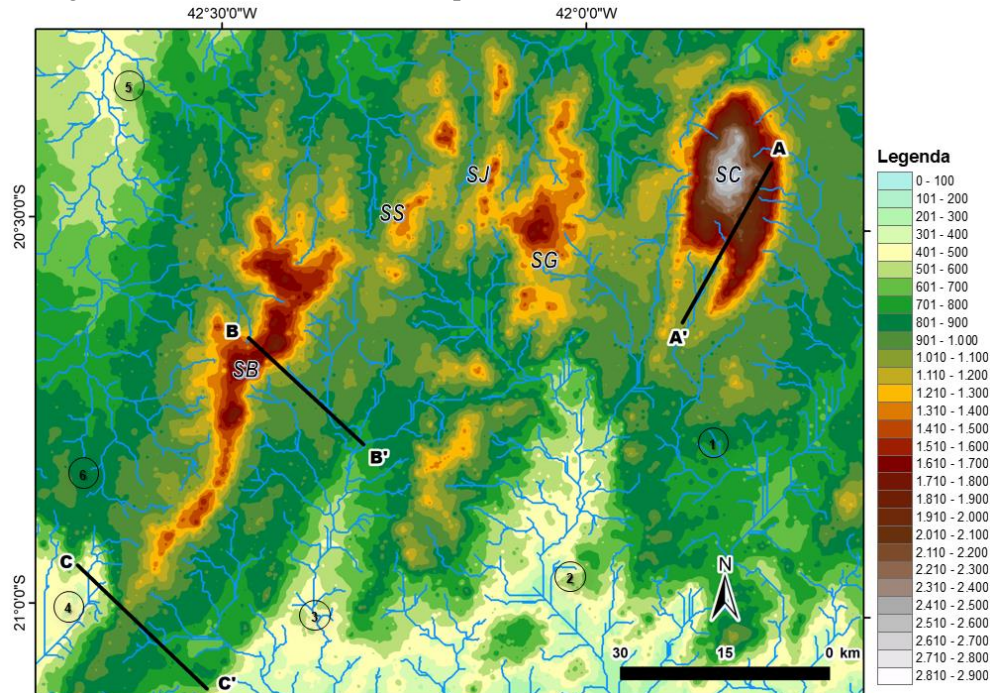 42°30'0"W 42°0'0"W
5
A
SC
SJ
SS
20°30'0"S
SG
B
A'
SB
1
B'
6
C
2
N
21°0'0"S
4
3
30 15 0 km
C'
Legenda
0 - 100
101 - 200
201 - 300
301 - 400
401 - 500
501 - 600
601 - 700
701 - 800
801 - 900
901 - 1.000
1.010 - 1.100
1.110 - 1.200
1.210 - 1.300
1.310 - 1.400
1.410 - 1.500
1.510 - 1.600
1.610 - 1.700
1.710 - 1.800
1.810 - 1.900
1.910 - 2.000
2.010 - 2.100
2.110 - 2.200
2.200 - 2.300
2.310 - 2.400
2.410 - 2.500
2.510 - 2.600
2.610 - 2.700
2.710 - 2.800
2.810 - 2.900